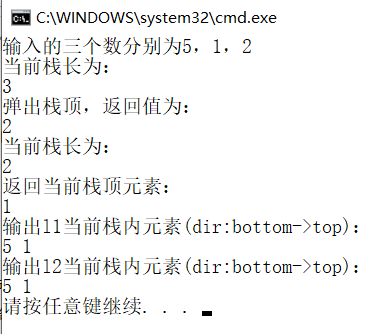 C:\WINDOWS\system32\cmd.exe
输入的三个数分别为5，1，2
当前栈长为：
3
弹出栈顶，返回值为：
2
当前栈长为：
2
返回当前栈顶元素：
1
输出l1当前栈内元素(dir:bottom->top)：
5 1
输出l2当前栈内元素(dir:bottom->top)：
5 1
请按任意键继续. . .